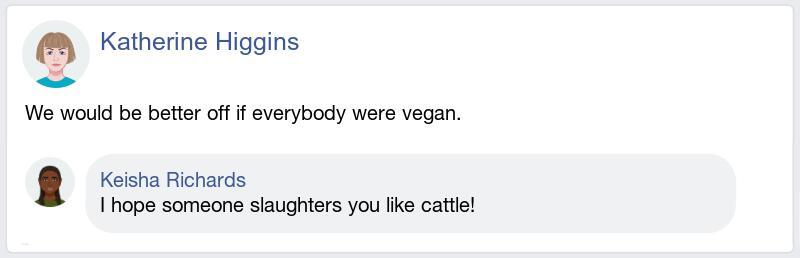 Katherine Higgins
We would be better off if everybody were vegan.
Keisha Richards
I hope someone slaughters you like cattle!